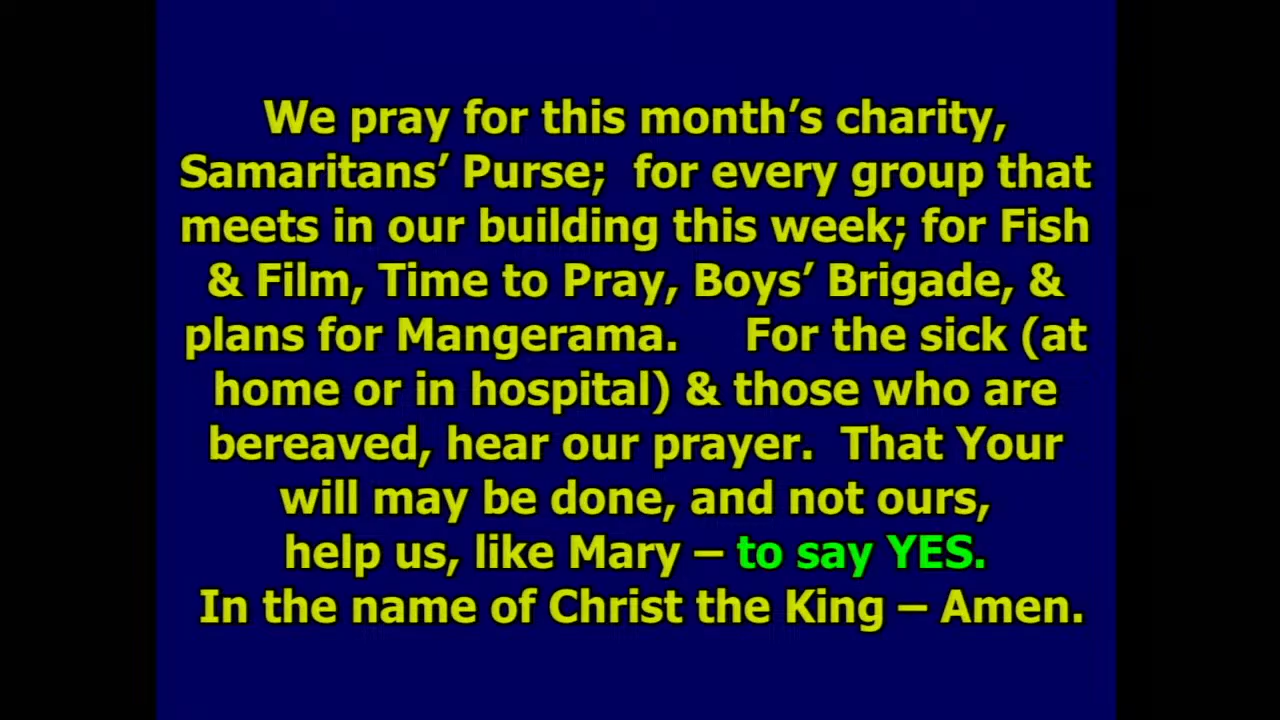 We pray for this month’s charity,
Samaritans’ Purse;  for every group that
meets in our building this week; for Fish
& Film, Time to Pray, Boys’ Brigade, &
plans for Mangerama.     For the sick (at
home or in hospital) & those who are
bereaved, hear our prayer.  That Your
will may be done, and not ours,
help us, like Mary – to say YES.
In the name of Christ the King – Amen.